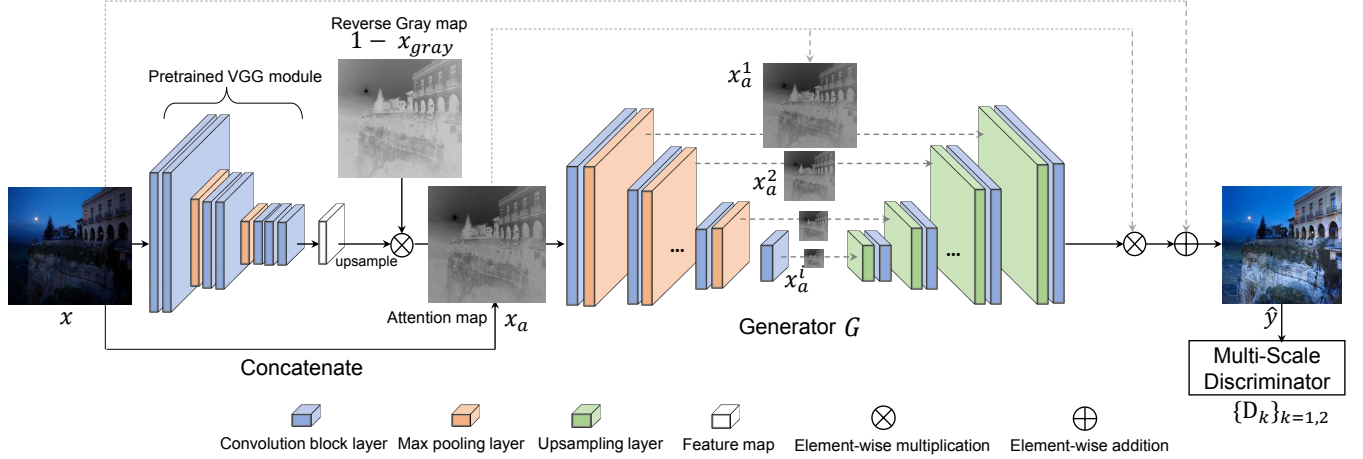 Reverse Gray map
1 − x_{gray}
Pretrained VGG module
x_a^1
x_a^2
x_a^i
upsample
Attention map
x_a
x
Concatenate
Generator G
ŷ
Multi-Scale
Discriminator
{D_k}_{k=1,2}
...
...
Convolution block layer
Max pooling layer
Upsampling layer
Feature map
Element-wise multiplication
Element-wise addition